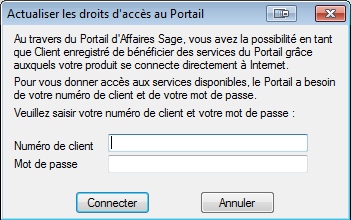 Actualiser les droits d'accès au Portail
Au travers du Portail d'Affaires Sage, vous avez la possibilité en tant
que Client enregistré de bénéficier des services du Portail grâce
auxquels votre produit se connecte directement à Internet.
Pour vous donner accès aux services disponibles, le Portail a besoin
de votre numéro de client et de votre mot de passe.
Veuillez saisir votre numéro de client et votre mot de passe :
Numéro de client
Mot de passe
Connecter Annuler